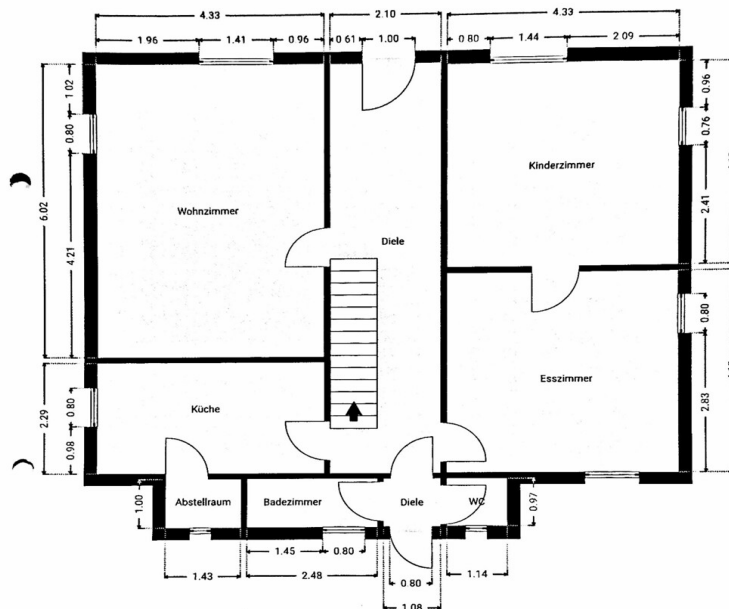 4.33 2.10 4.33
1.96 1.41 0.96 0.61 1.00 0.80 1.44 2.09
1.02
0.80
6.02
4.21
0.96
0.76
2.41
Kinderzimmer
Wohnzimmer
Diele
0.80
2.83
Esszimmer
Küche
2.29
0.80
0.98
1.00
Abstellraum
Badezimmer
Diele
WC
0.97
1.45 0.80
1.43 2.48 0.80 1.14
1.08